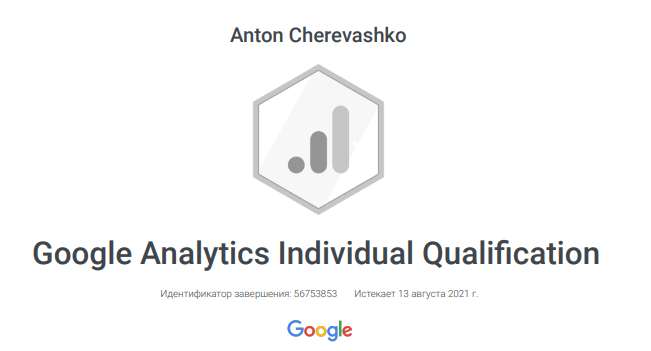 Anton Cherevashko
Google Analytics Individual Qualification
Идентификатор завершения: 56753853 Истекает 13 августа 2021 г.
Google